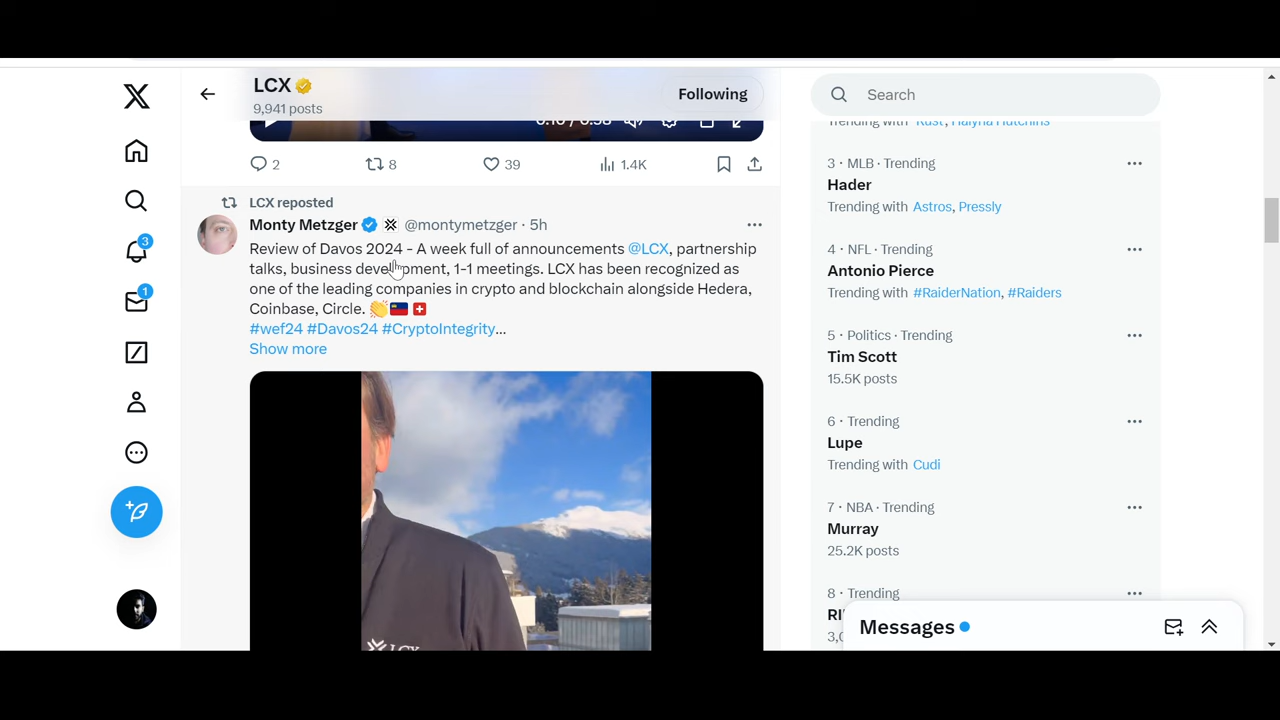 LCX
9,941 posts
Following
Search
0:10 / 0:58
2
8
39
1.4K
LCX reposted
Monty Metzger @montymetzger · 5h
Review of Davos 2024 - A week full of announcements @LCX, partnership
talks, business development, 1-1 meetings. LCX has been recognized as
one of the leading companies in crypto and blockchain alongside Hedera,
Coinbase, Circle. 👏🇱🇮🇨🇭
#wef24 #Davos24 #CryptoIntegrity...
Show more
LCX
3
1
Trending with Rust, Halyna Hutchins
3 · MLB · Trending
Hader
Trending with Astros, Pressly
4 · NFL · Trending
Antonio Pierce
Trending with #RaiderNation, #Raiders
5 · Politics · Trending
Tim Scott
15.5K posts
6 · Trending
Lupe
Trending with Cudi
7 · NBA · Trending
Murray
25.2K posts
8 · Trending
Messages